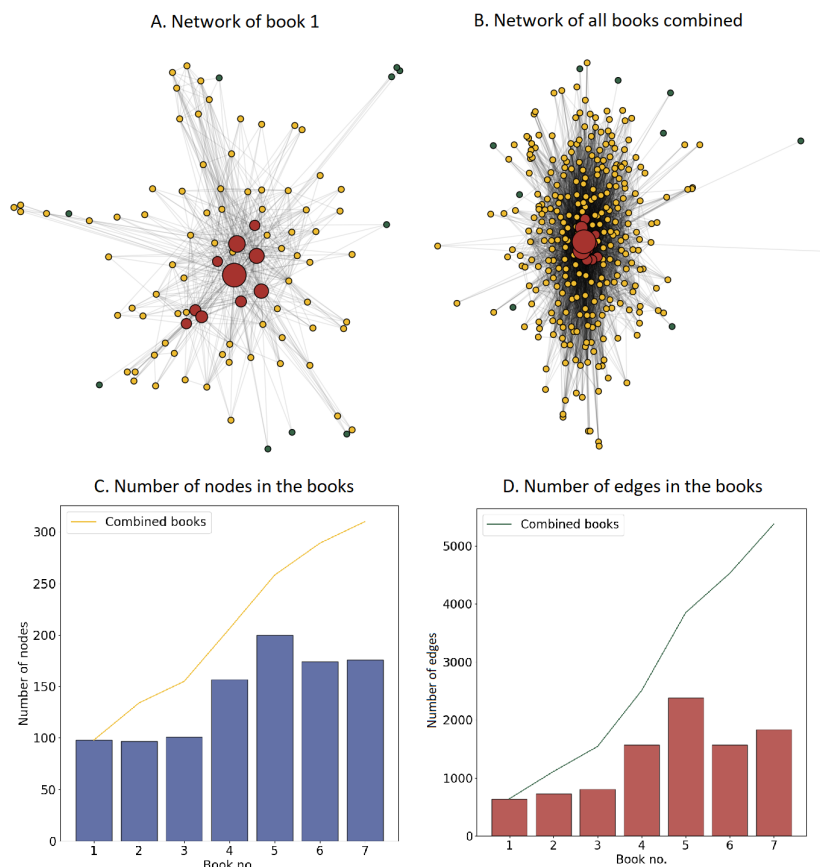 A. Network of book 1
B. Network of all books combined
C. Number of nodes in the books
Combined books
300
250
200
150
100
50
0
Number of nodes
1 2 3 4 5 6 7
Book no.
D. Number of edges in the books
Combined books
5000
4000
3000
2000
1000
0
Number of edges
1 2 3 4 5 6 7
Book no.